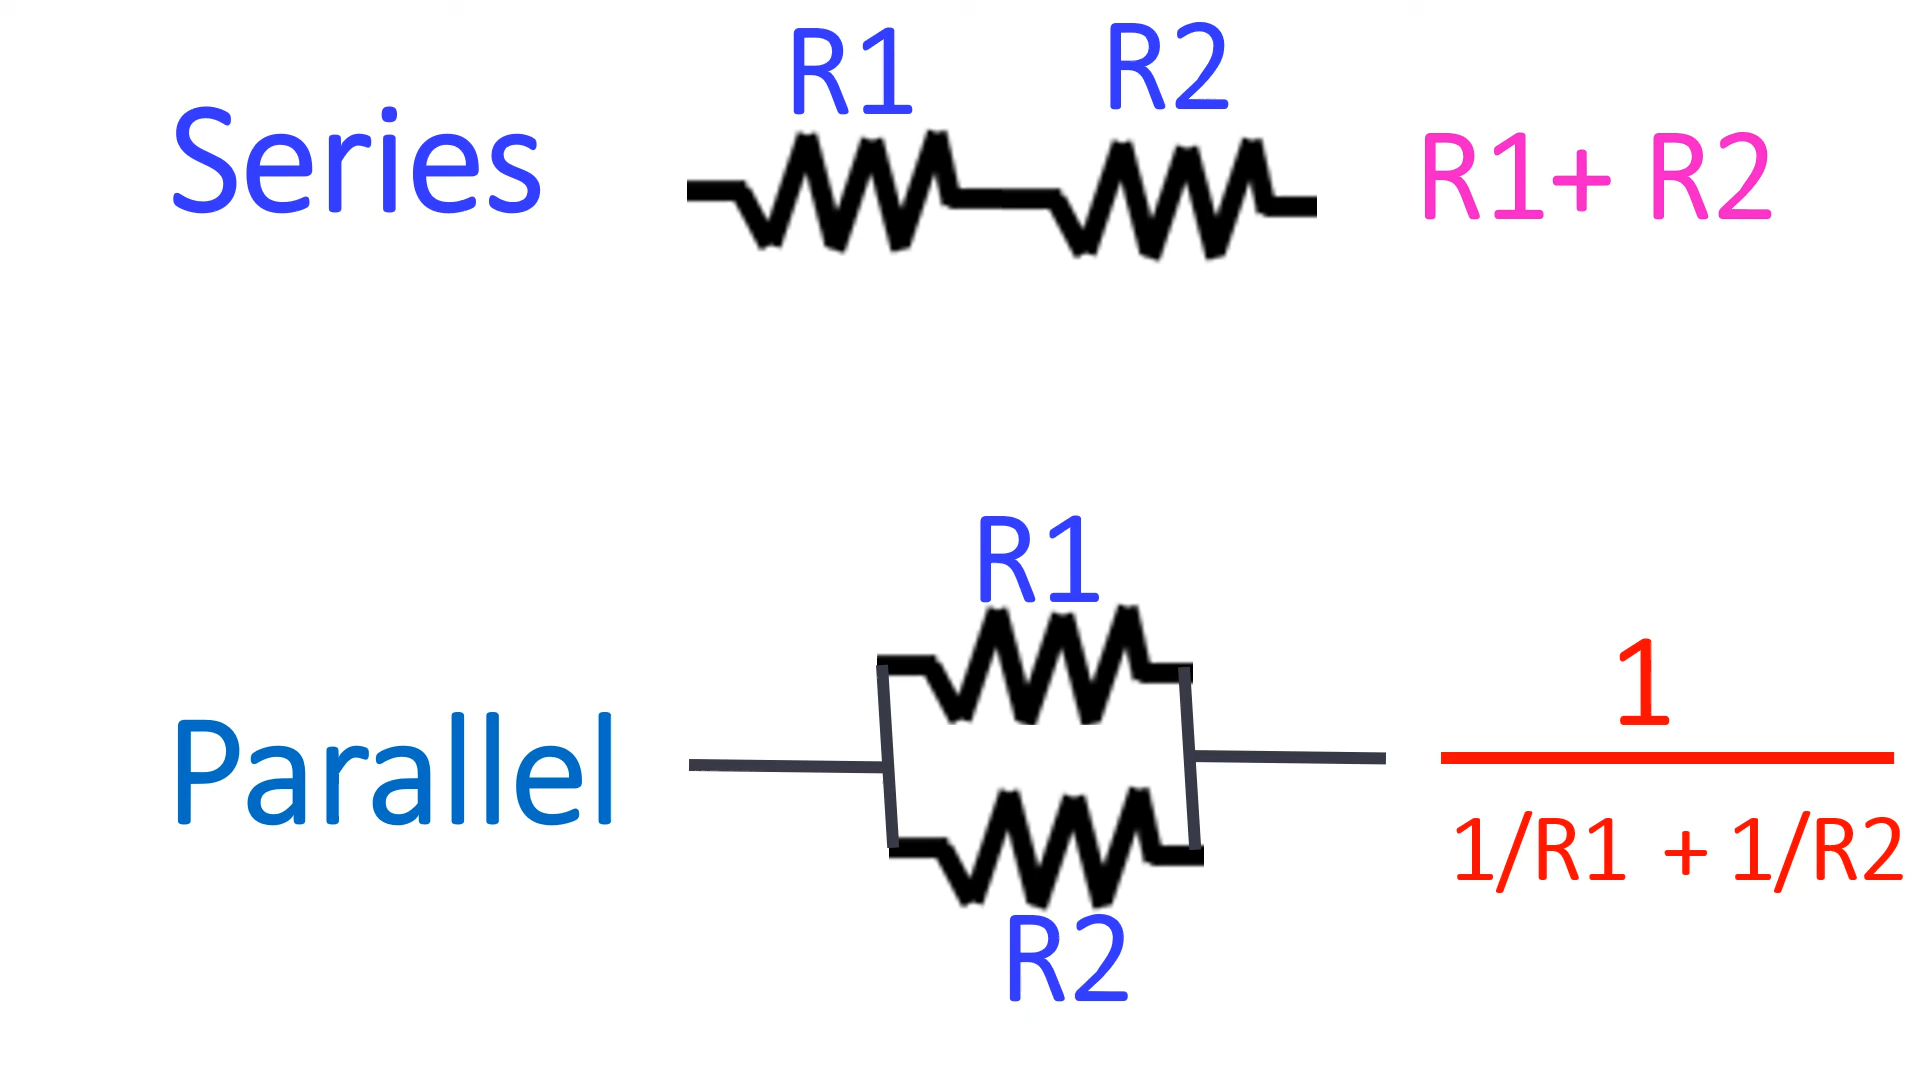 R1 R2
Series
R1+ R2
R1
Parallel
1
1/R1 + 1/R2
R2